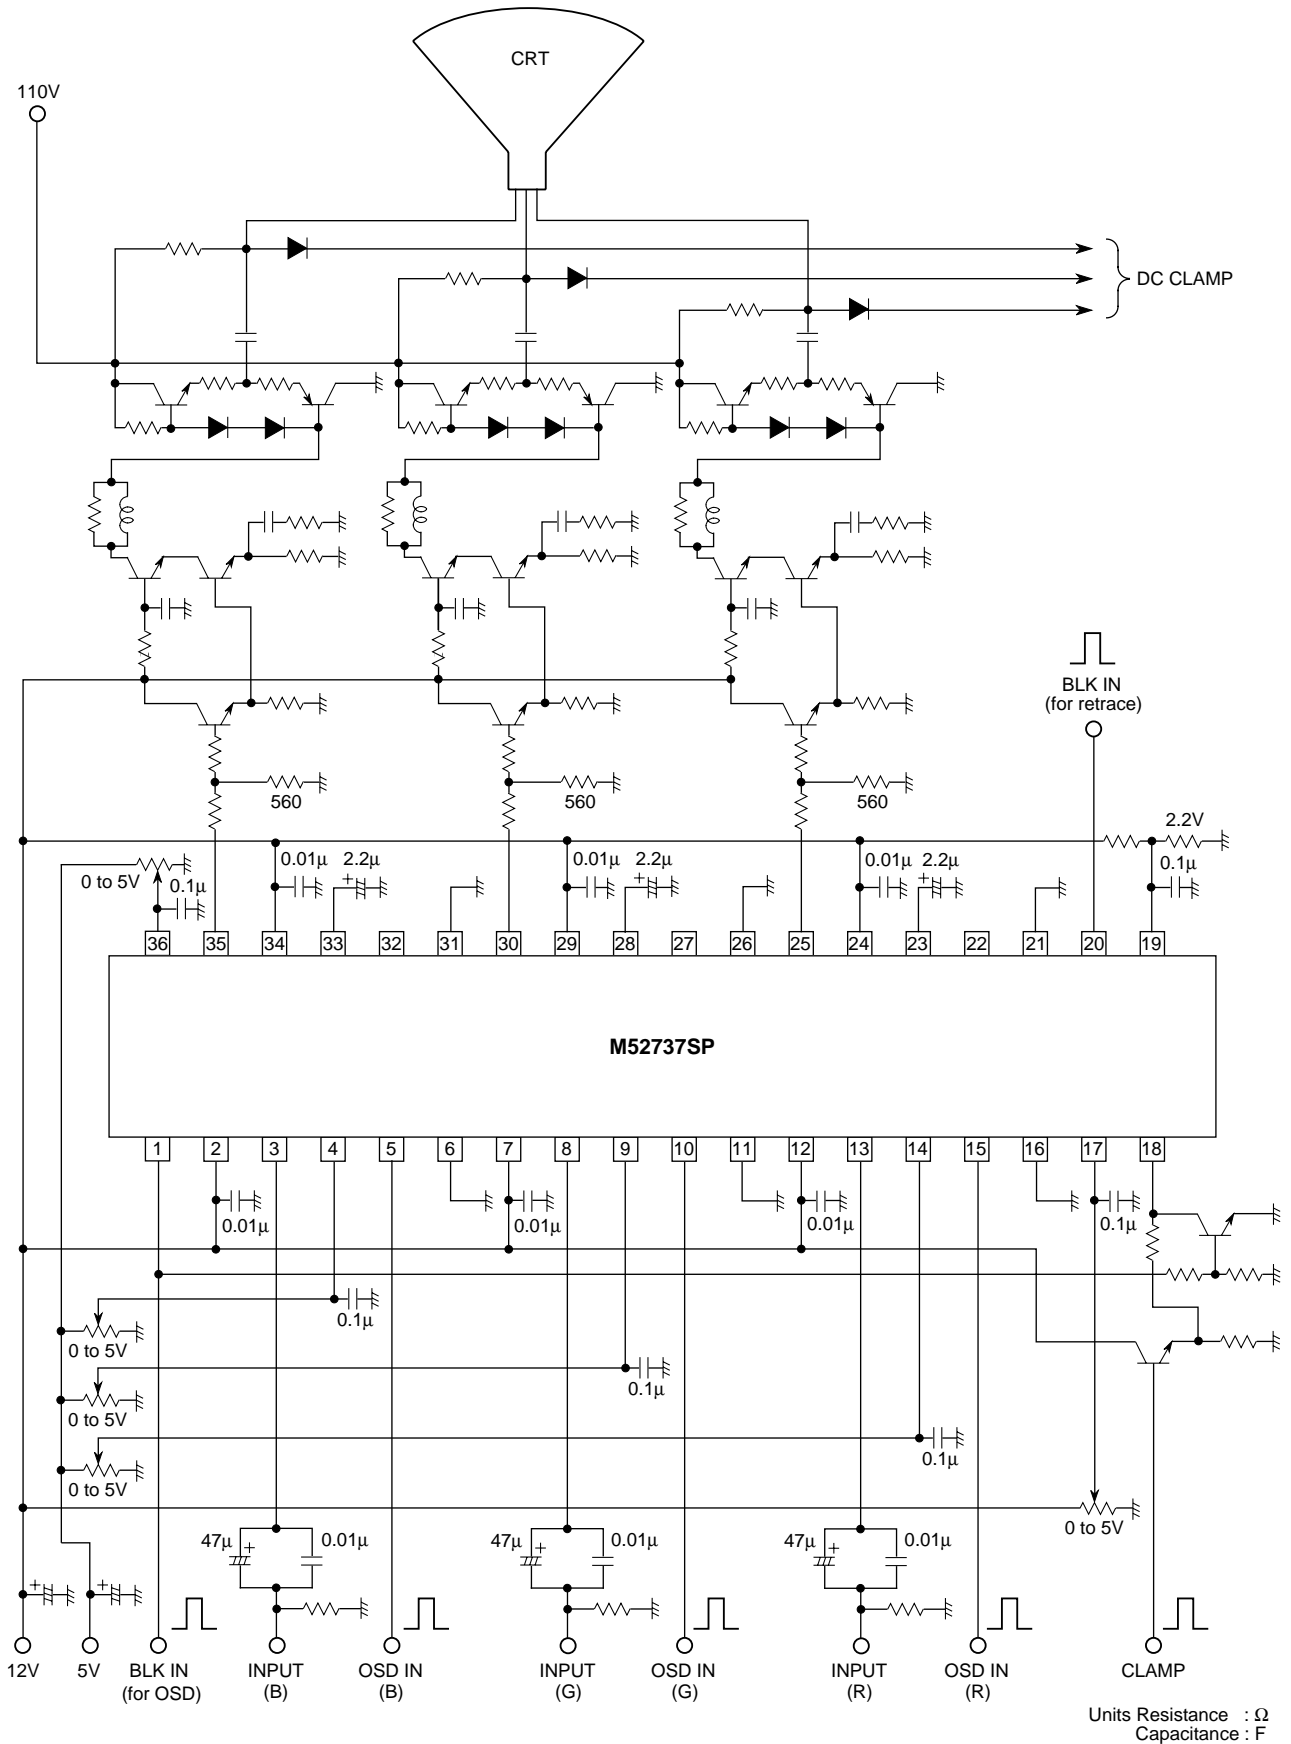 CRT
110V
DC CLAMP
BLK IN
(for retrace)
560
560
560
2.2V
0.01μ
2.2μ
0.01μ
2.2μ
0.01μ
2.2μ
0.1μ
0 to 5V
0.1μ
+
+
+
36
35
34
33
32
31
30
29
28
27
26
25
24
23
22
21
20
19
M52737SP
1
2
3
4
5
6
7
8
9
10
11
12
13
14
15
16
17
18
0.01μ
0.01μ
0.01μ
0.1μ
0.1μ
0 to 5V
0.1μ
0 to 5V
0.1μ
0 to 5V
0 to 5V
47μ
+
0.01μ
47μ
+
0.01μ
47μ
+
0.01μ
+
+
12V
5V
BLK IN
(for OSD)
INPUT
(B)
OSD IN
(B)
INPUT
(G)
OSD IN
(G)
INPUT
(R)
OSD IN
(R)
CLAMP
Units Resistance : Ω
Capacitance : F